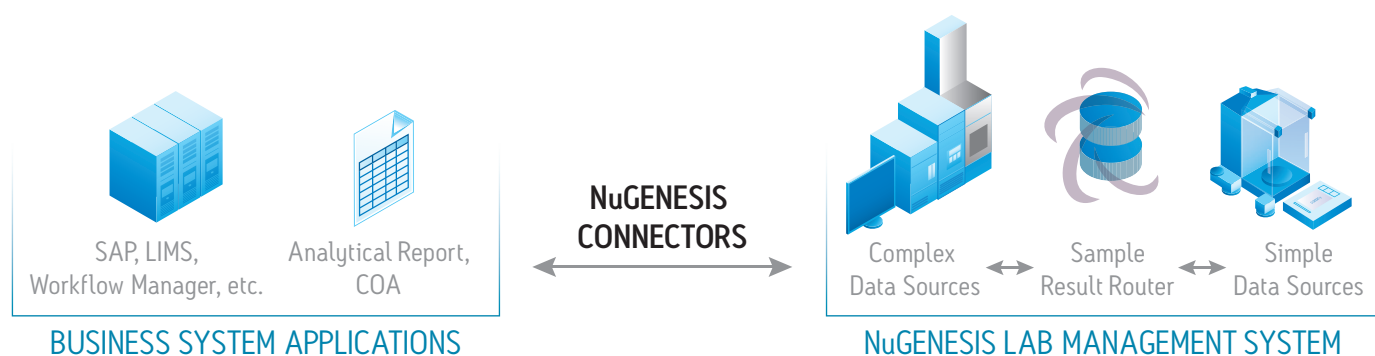 NuGENESIS
CONNECTORS
SAP, LIMS,
Workflow Manager, etc.
Analytical Report,
COA
Complex
Data Sources
Sample
Result Router
Simple
Data Sources
BUSINESS SYSTEM APPLICATIONS
NuGENESIS LAB MANAGEMENT SYSTEM